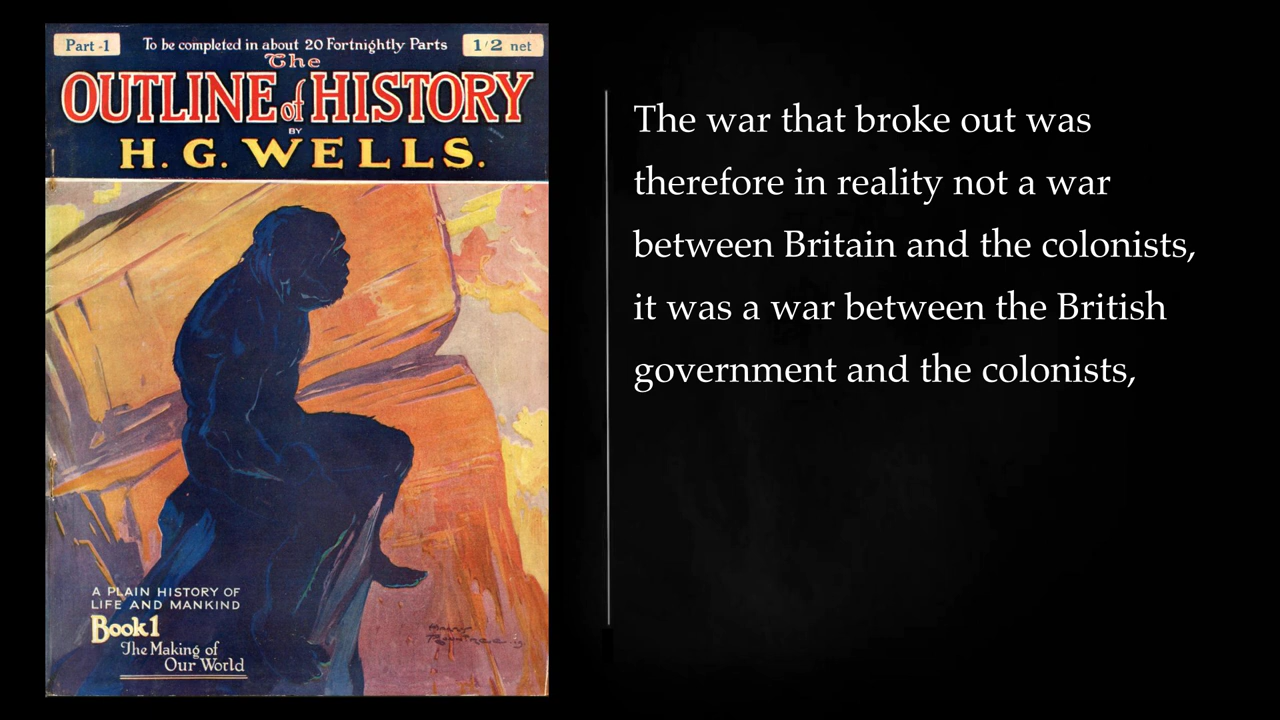 Part -1
To be completed in about 20 Fortnightly Parts
1/2 net
The
OUTLINE of HISTORY
BY
H. G. WELLS.
A PLAIN HISTORY OF
LIFE AND MANKIND
Book 1
The Making of
Our World
The war that broke out was
therefore in reality not a war
between Britain and the colonists,
it was a war between the British
government and the colonists,